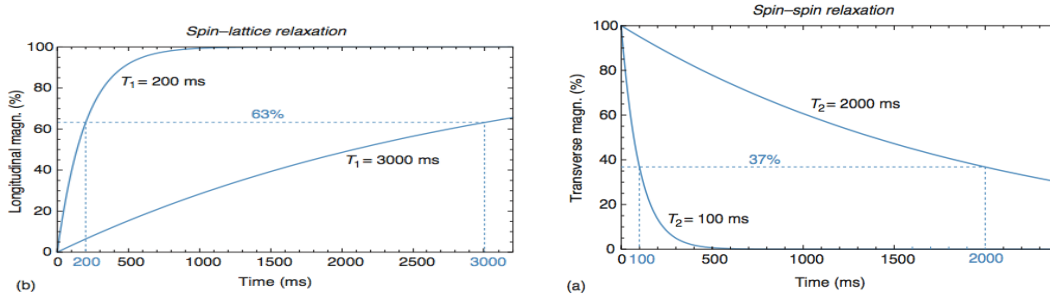 Spin–lattice relaxation
Longitudinal magn. (%)
100
80
60
40
20
0
T1 = 200 ms
63%
T1 = 3000 ms
0 200 500 1000 1500 2000 2500 3000
Time (ms)
(b)
Spin–spin relaxation
Transverse magn. (%)
100
80
60
40
20
0
T2 = 2000 ms
37%
T2 = 100 ms
0 100 500 1000 1500 2000
Time (ms)
(a)